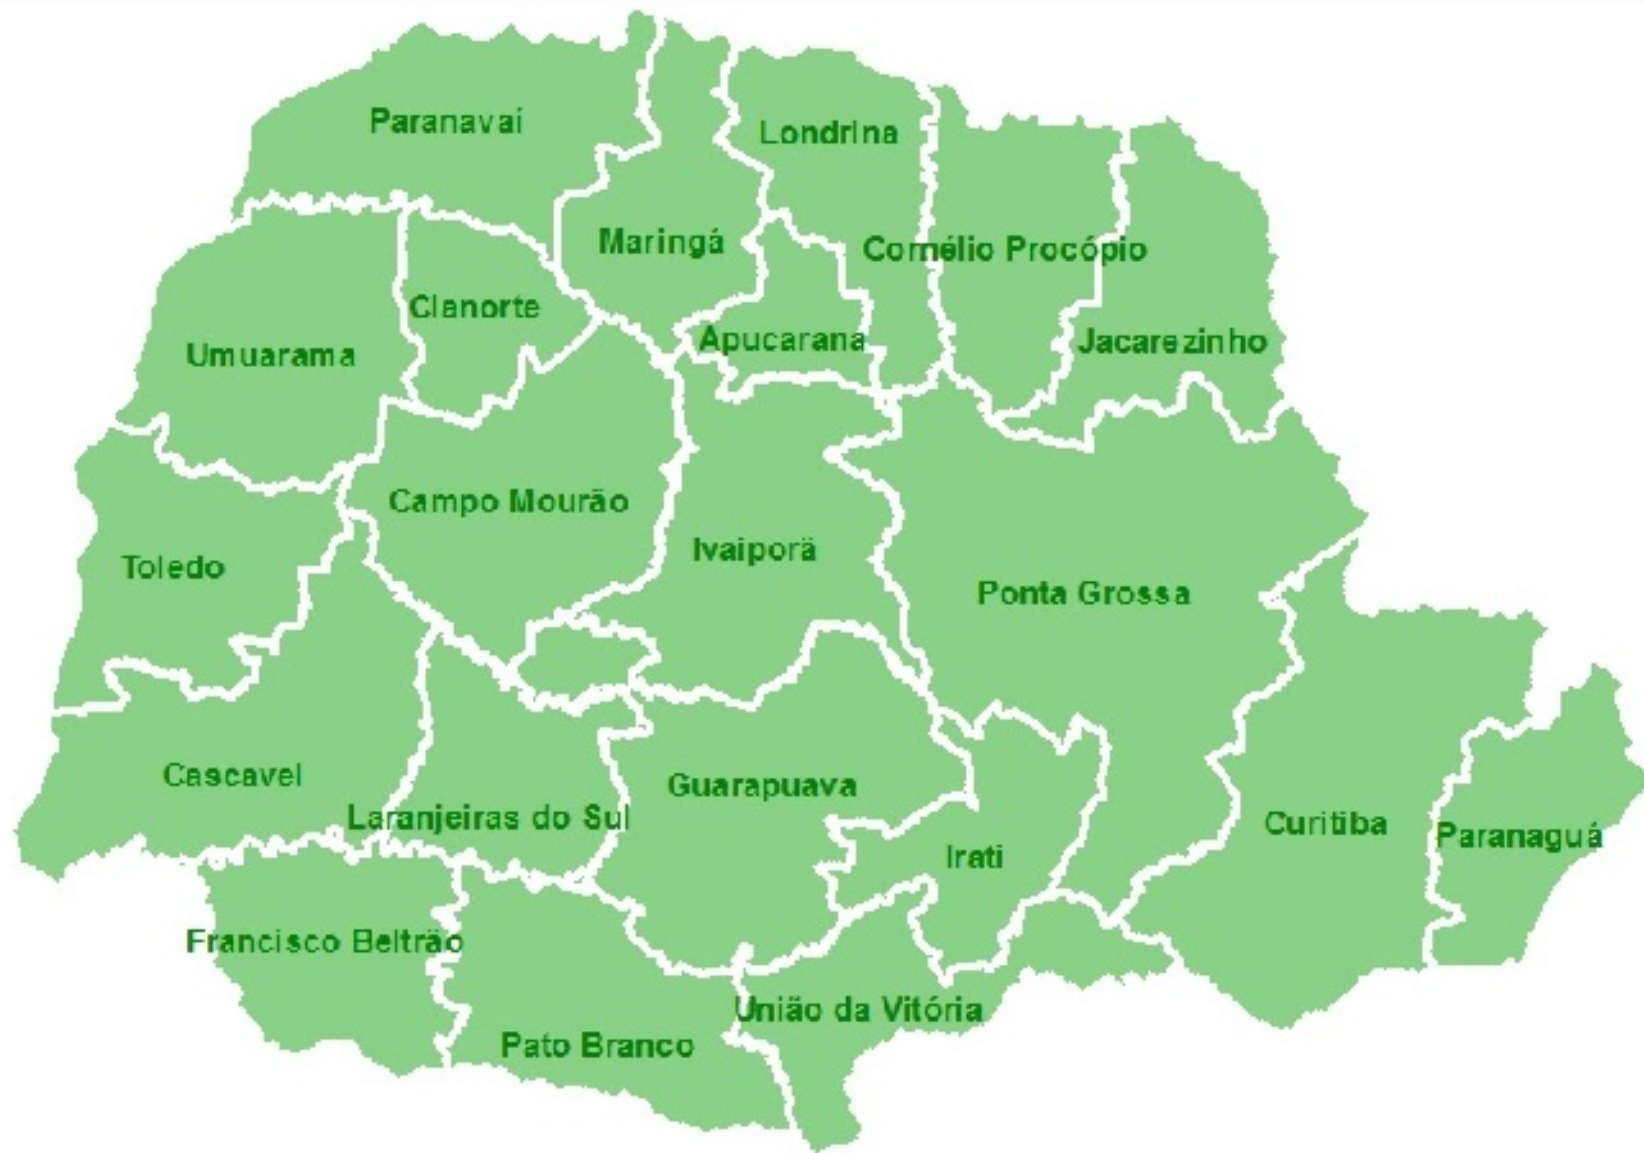 Paranavaí
Londrina
Maringá
Cornélio Procópio
Cianorte
Apucarana
Jacarezinho
Umuarama
Campo Mourão
Ivaiporã
Toledo
Ponta Grossa
Cascavel
Guarapuava
Laranjeiras do Sul
Curitiba
Paranaguá
Irati
Francisco Beltrão
União da Vitória
Pato Branco